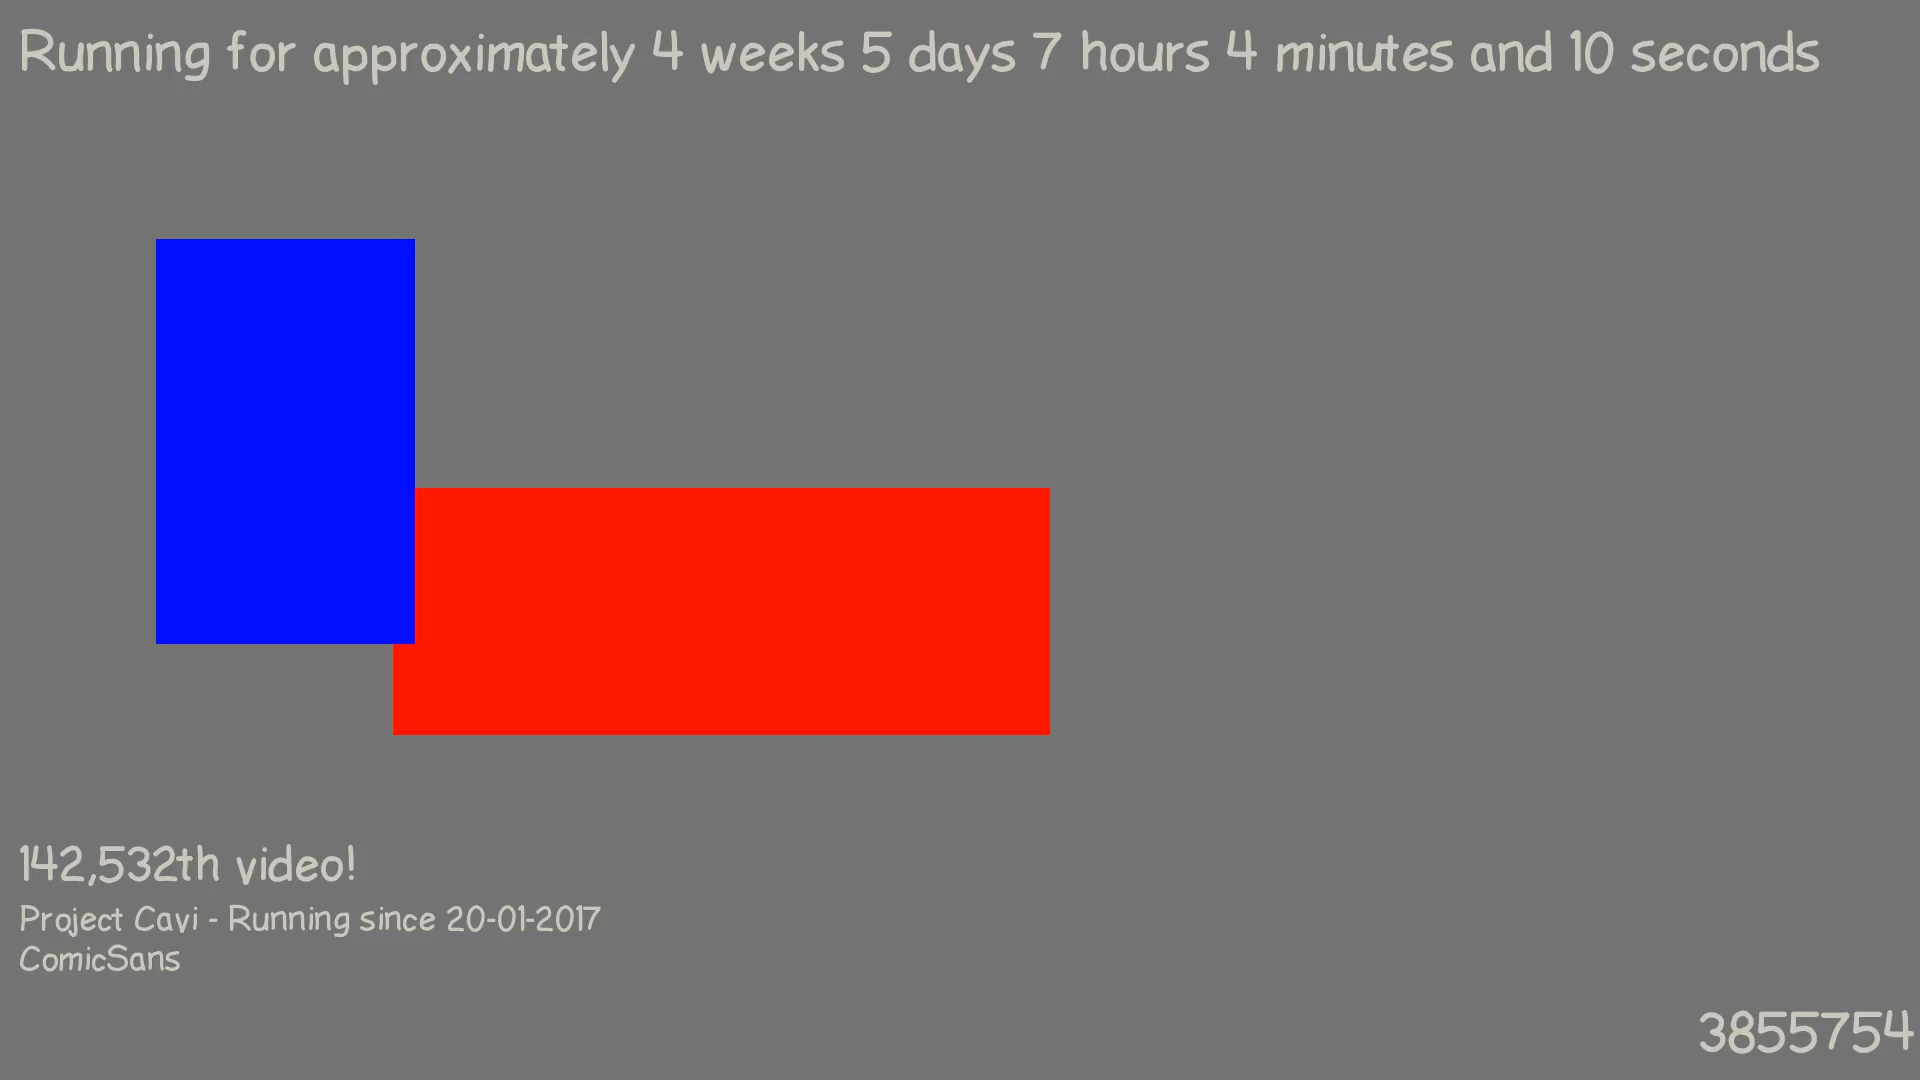 Running for approximately 4 weeks 5 days 7 hours 4 minutes and 10 seconds
142,532th video!
Project Cavi - Running since 20-01-2017
ComicSans
3855754